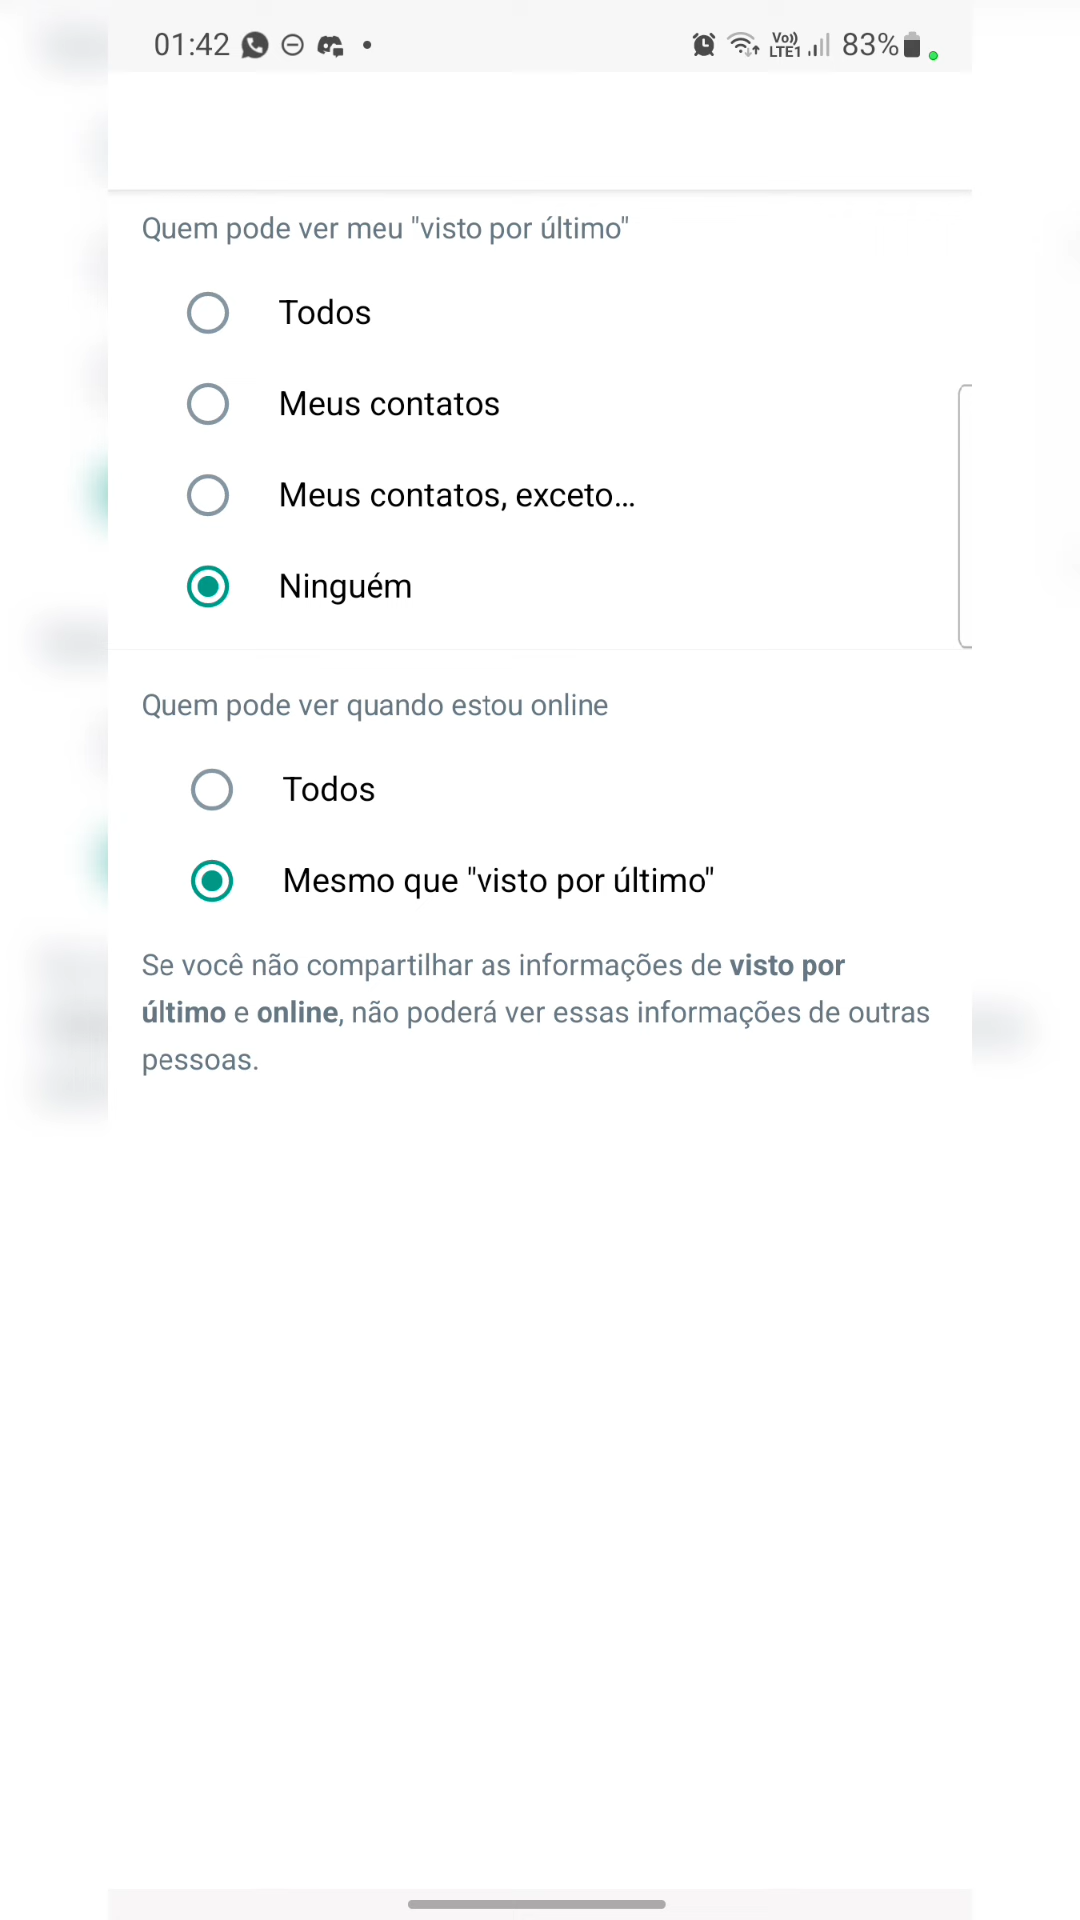 01:42
Vo))
LTE1
83%
Quem pode ver meu "visto por último"
Todos
Meus contatos
Meus contatos, exceto...
Ninguém
Quem pode ver quando estou online
Todos
Mesmo que "visto por último"
Se você não compartilhar as informações de visto por
último e online, não poderá ver essas informações de outras
pessoas.